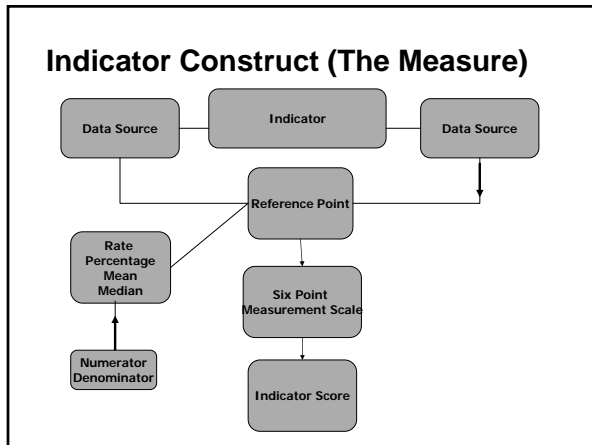 Indicator Construct (The Measure)
Data Source
Indicator
Data Source
Reference Point
Rate
Percentage
Mean
Median
Six Point
Measurement Scale
Numerator
Denominator
Indicator Score